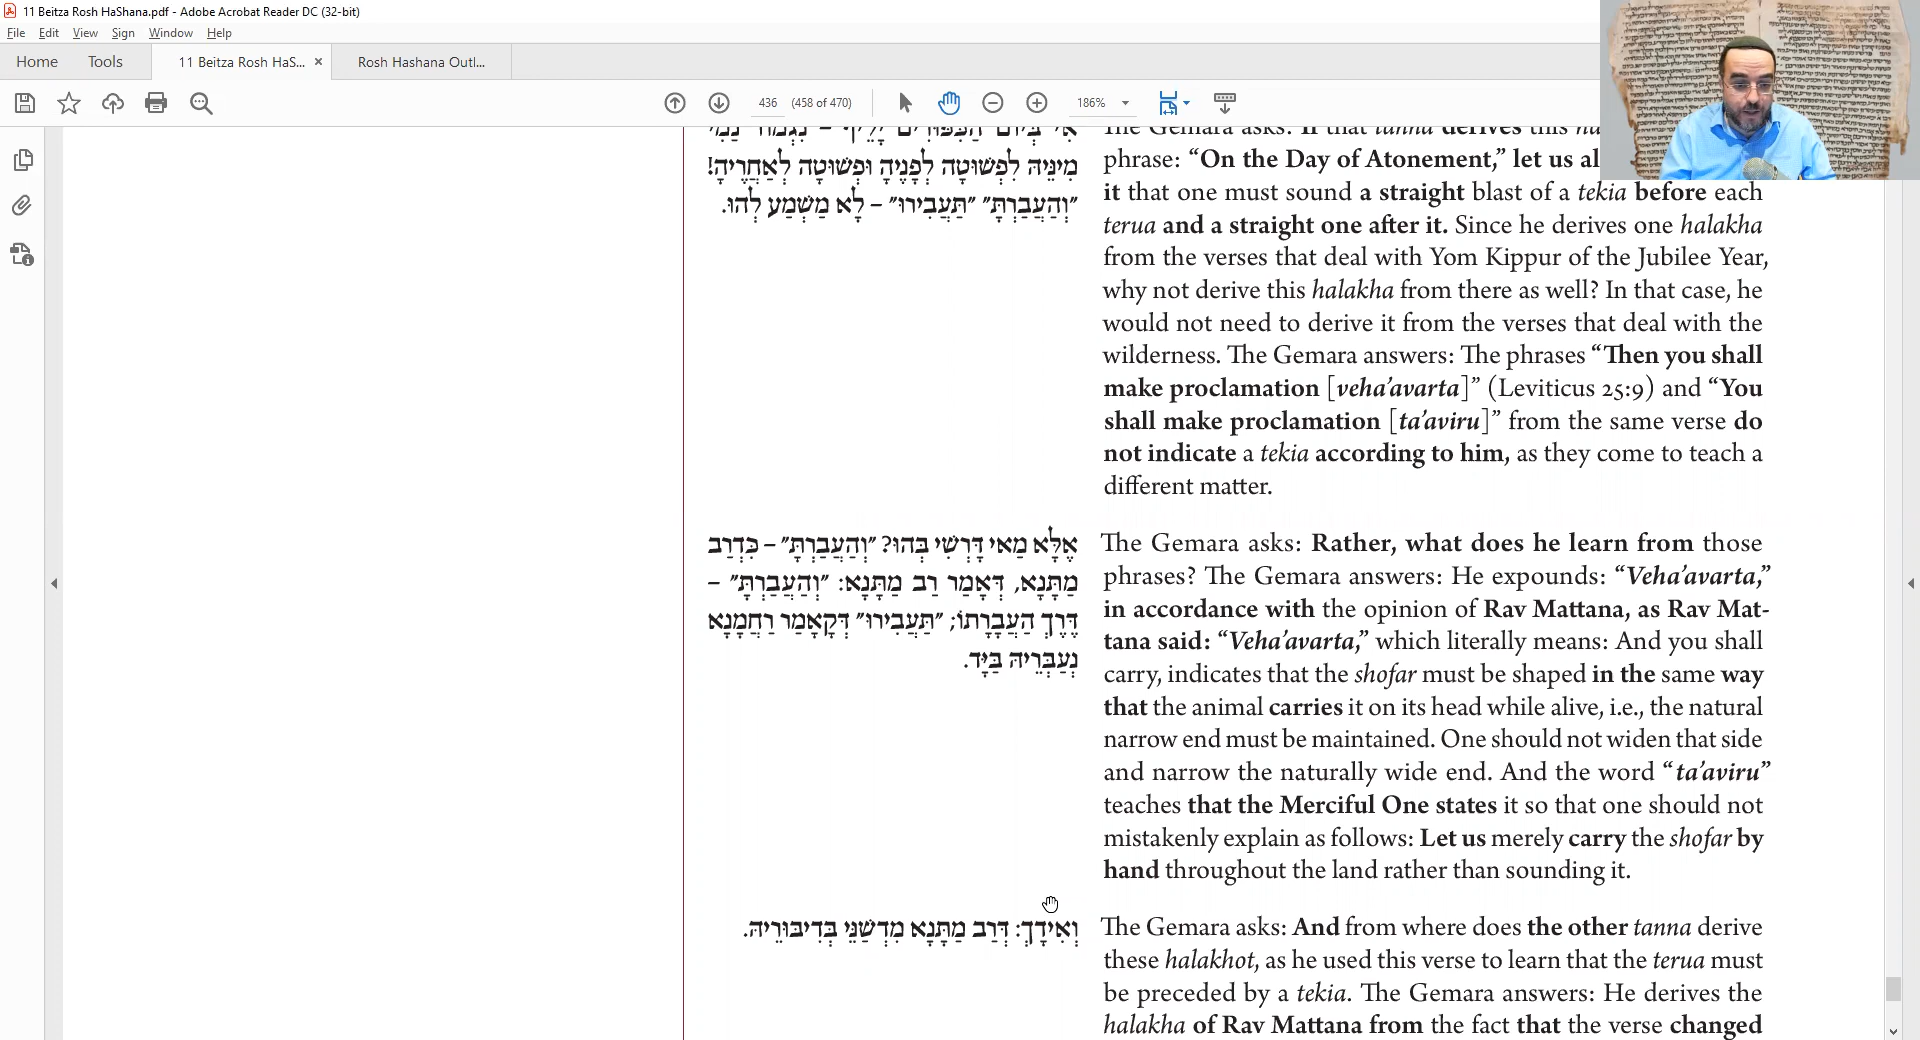 11 Beitza Rosh HaShana.pdf - Adobe Acrobat Reader DC (32-bit)
File Edit View Sign Window Help
Home Tools 11 Beitza Rosh HaS... × Rosh Hashana Outl...
436 (458 of 470) 186%
אִי בְּיוֹם הַכִּפּוּרִים יָלֵיף – נִגְמוֹר נַמִי
מִינֵּיהּ לִפְשׁוּטָה לְפָנֶיהָ וּפְשׁוּטָה לְאַחֲרֶיהָ!
״וְהַעֲבַרְתָּ״ ״תַּעֲבִירוּ״ – לָא מַשְׁמַע לְהוּ.
The Gemara asks: If that tanna derives this
phrase: “On the Day of Atonement,” let us al
it that one must sound a straight blast of a tekia before each
terua and a straight one after it. Since he derives one halakha
from the verses that deal with Yom Kippur of the Jubilee Year,
why not derive this halakha from there as well? In that case, he
would not need to derive it from the verses that deal with the
wilderness. The Gemara answers: The phrases “Then you shall
make proclamation [veha’avarta]” (Leviticus 25:9) and “You
shall make proclamation [ta’aviru]” from the same verse do
not indicate a tekia according to him, as they come to teach a
different matter.
אֶלָּא מַאי דָּרְשִׁי בְּהוּ? ״וְהַעֲבַרְתָּ״ – כִּדְרַב
מַתָּנָא, דְּאָמַר רַב מַתָּנָא: ״וְהַעֲבַרְתָּ״ –
דֶּרֶךְ הַעֲבָרָתוֹ; ״תַּעֲבִירוּ״ דְּקָאָמַר רַחֲמָנָא
נְעַבְּרֵיהּ בַּיָּד.
The Gemara asks: Rather, what does he learn from those
phrases? The Gemara answers: He expounds: “Veha’avarta,”
in accordance with the opinion of Rav Mattana, as Rav Mat-
tana said: “Veha’avarta,” which literally means: And you shall
carry, indicates that the shofar must be shaped in the same way
that the animal carries it on its head while alive, i.e., the natural
narrow end must be maintained. One should not widen that side
and narrow the naturally wide end. And the word “ta’aviru”
teaches that the Merciful One states it so that one should not
mistakenly explain as follows: Let us merely carry the shofar by
hand throughout the land rather than sounding it.
וְאִידָךְ: דְּרַב מַתָּנָא מִדְּשַׁנֵּי בְּדִיבּוּרֵיהּ.
The Gemara asks: And from where does the other tanna derive
these halakhot, as he used this verse to learn that the terua must
be preceded by a tekia. The Gemara answers: He derives the
halakha of Rav Mattana from the fact that the verse changed